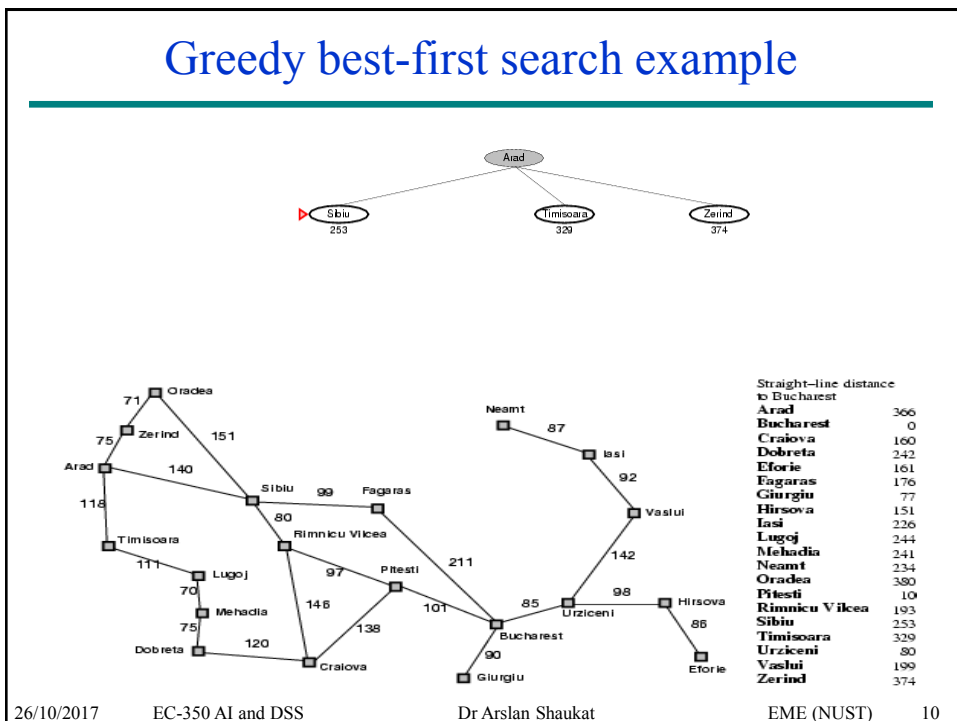 Greedy best-first search example
Arad
Sibiu
Timisoara
Zerind
253
329
374
Oradea
71
Zerind
75
151
Arad
140
118
Sibiu
99
Fagaras
80
Rimnicu Vilcea
Timisoara
111
Lugoj
97
Pitesti
211
70
146
Mehadia
101
75
138
Dobreta
120
Craiova
Neamt
87
Iasi
92
Vaslui
142
98
Hirsova
85
Urziceni
86
Bucharest
90
Giurgiu
Eforie
Straight-line distance
to Bucharest
Arad 366
Bucharest 0
Craiova 160
Dobreta 242
Eforie 161
Fagaras 176
Giurgiu 77
Hirsova 151
Iasi 226
Lugoj 244
Mehadia 241
Neamt 234
Oradea 380
Pitesti 10
Rimnicu Vilcea 193
Sibiu 253
Timisoara 329
Urziceni 80
Vaslui 199
Zerind 374
26/10/2017 EC-350 AI and DSS Dr Arslan Shaukat EME (NUST) 10